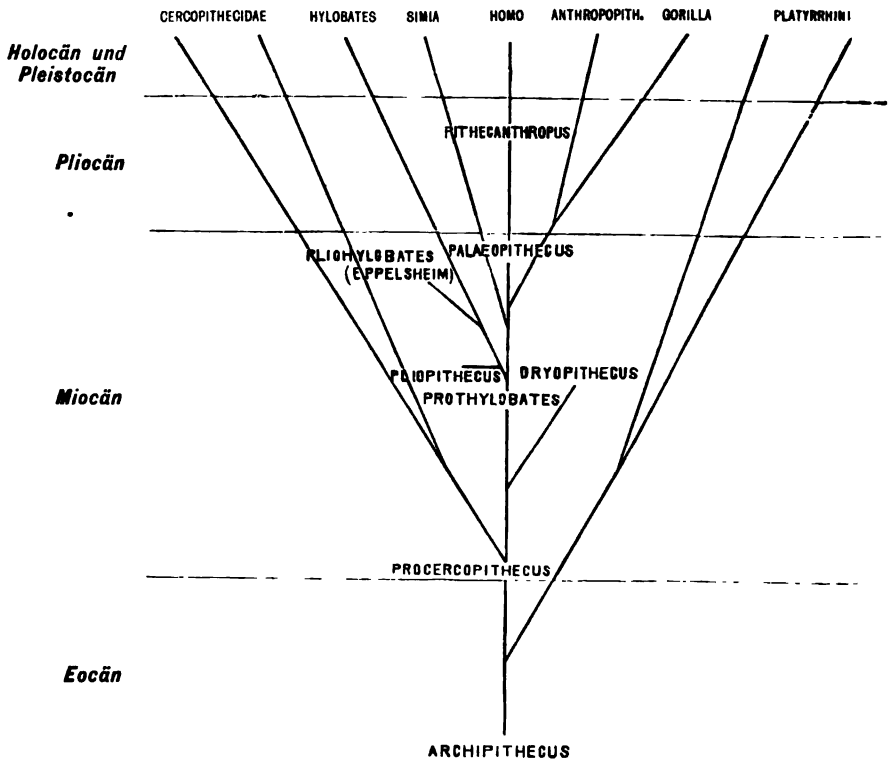 CERCOPITHECIDAE HYLOBATES SIMIA HOMO ANTHROPOPITH. GORILLA PLATYRRHINI
Holocän und
Pleistocän
PITHECANTHROPUS
Pliocän
PLIOHYLOBATES PALAEOPITHECUS
(EPPELSHEIM)
PLIOPITHECUS DRYOPITHECUS
Miocän
PROTHYLOBATES
PROCERCOPITHECUS
Eocän
ARCHIPITHECUS